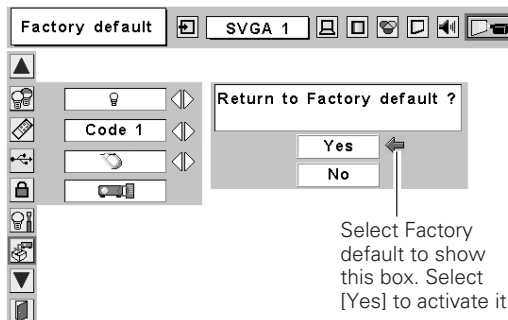 Factory default
SVGA 1
Return to Factory default ?
Code 1
Yes
No
Select Factory
default to show
this box. Select
[Yes] to activate it